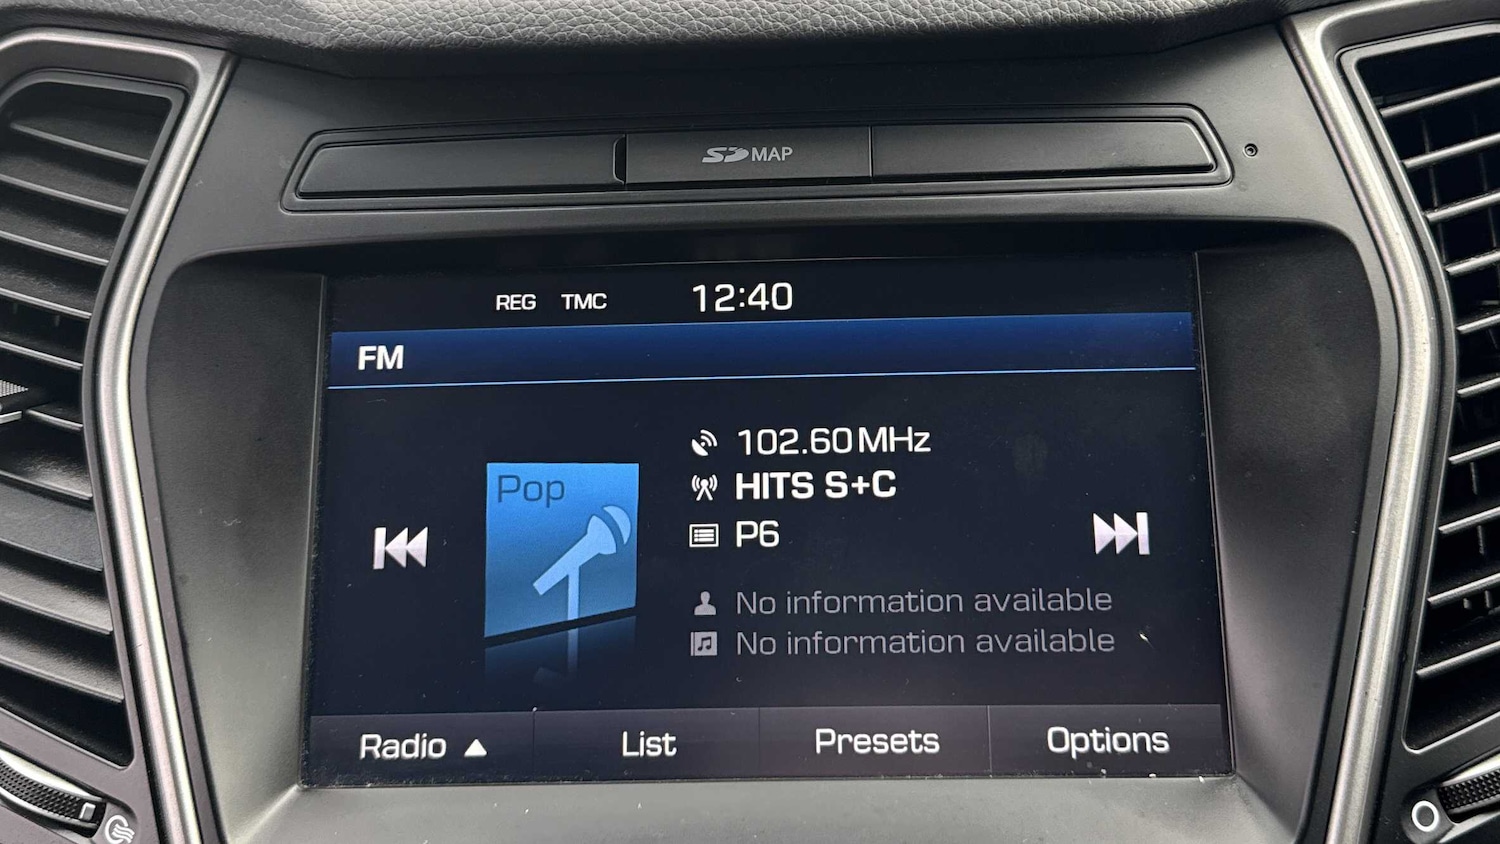 SD MAP
REG TMC 12:40
FM
102.60 MHz
Pop
HITS S+C
P6
No information available
No information available
Radio ▲ List Presets Options